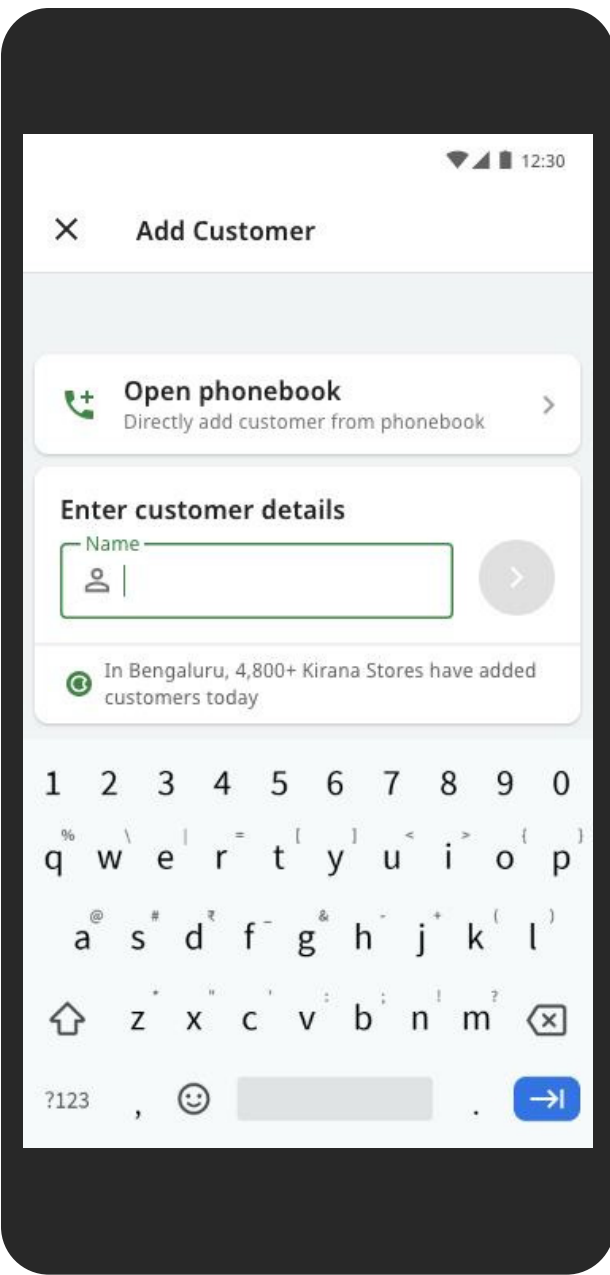 12:30
Add Customer
Open phonebook
Directly add customer from phonebook
Enter customer details
Name
In Bengaluru, 4,800+ Kirana Stores have added
customers today
1 2 3 4 5 6 7 8 9 0
% \ | = [ ] < > { }
q w e r t y u i o p
@ # ₹ _ & - + ( )
a s d f g h j k l
* " ' : ; ! ?
z x c v b n m
?123 , .